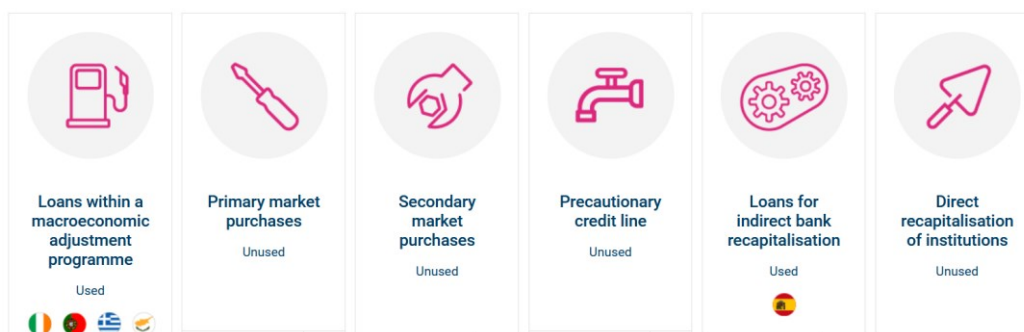 Loans within a
macroeconomic
adjustment
programme
Used
Primary market
purchases
Unused
Secondary
market
purchases
Unused
Precautionary
credit line
Unused
Loans for
indirect bank
recapitalisation
Used
Direct
recapitalisation
of institutions
Unused